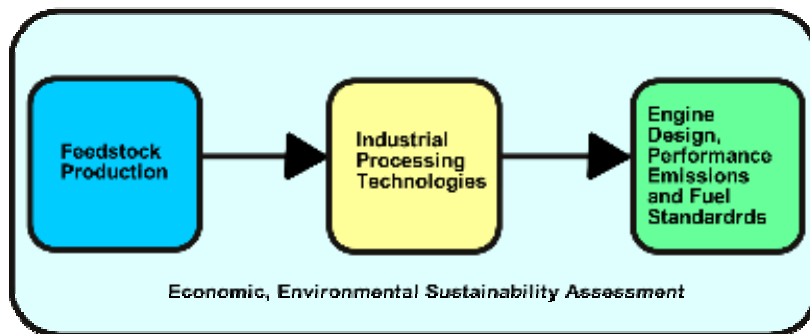 Feedstock
Production
Industrial
Processing
Technologies
Engine
Design,
Performance
Emissions
and Fuel
Standardrds
Economic, Environmental Sustainability Assessment